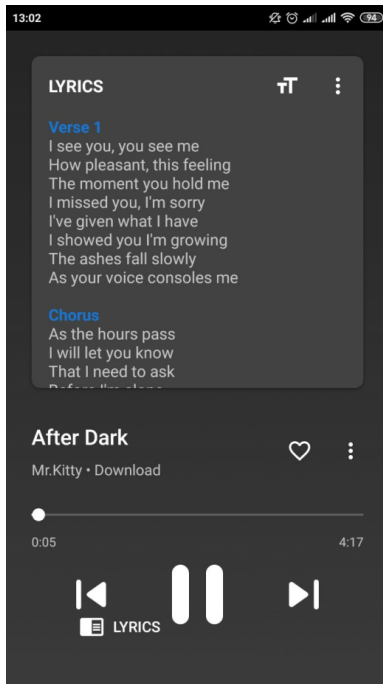 13:02
94
LYRICS
Verse 1
I see you, you see me
How pleasant, this feeling
The moment you hold me
I missed you, I'm sorry
I've given what I have
I showed you I'm growing
The ashes fall slowly
As your voice consoles me
Chorus
As the hours pass
I will let you know
That I need to ask
Before I'm alone
After Dark
Mr.Kitty • Download
0:05
4:17
LYRICS